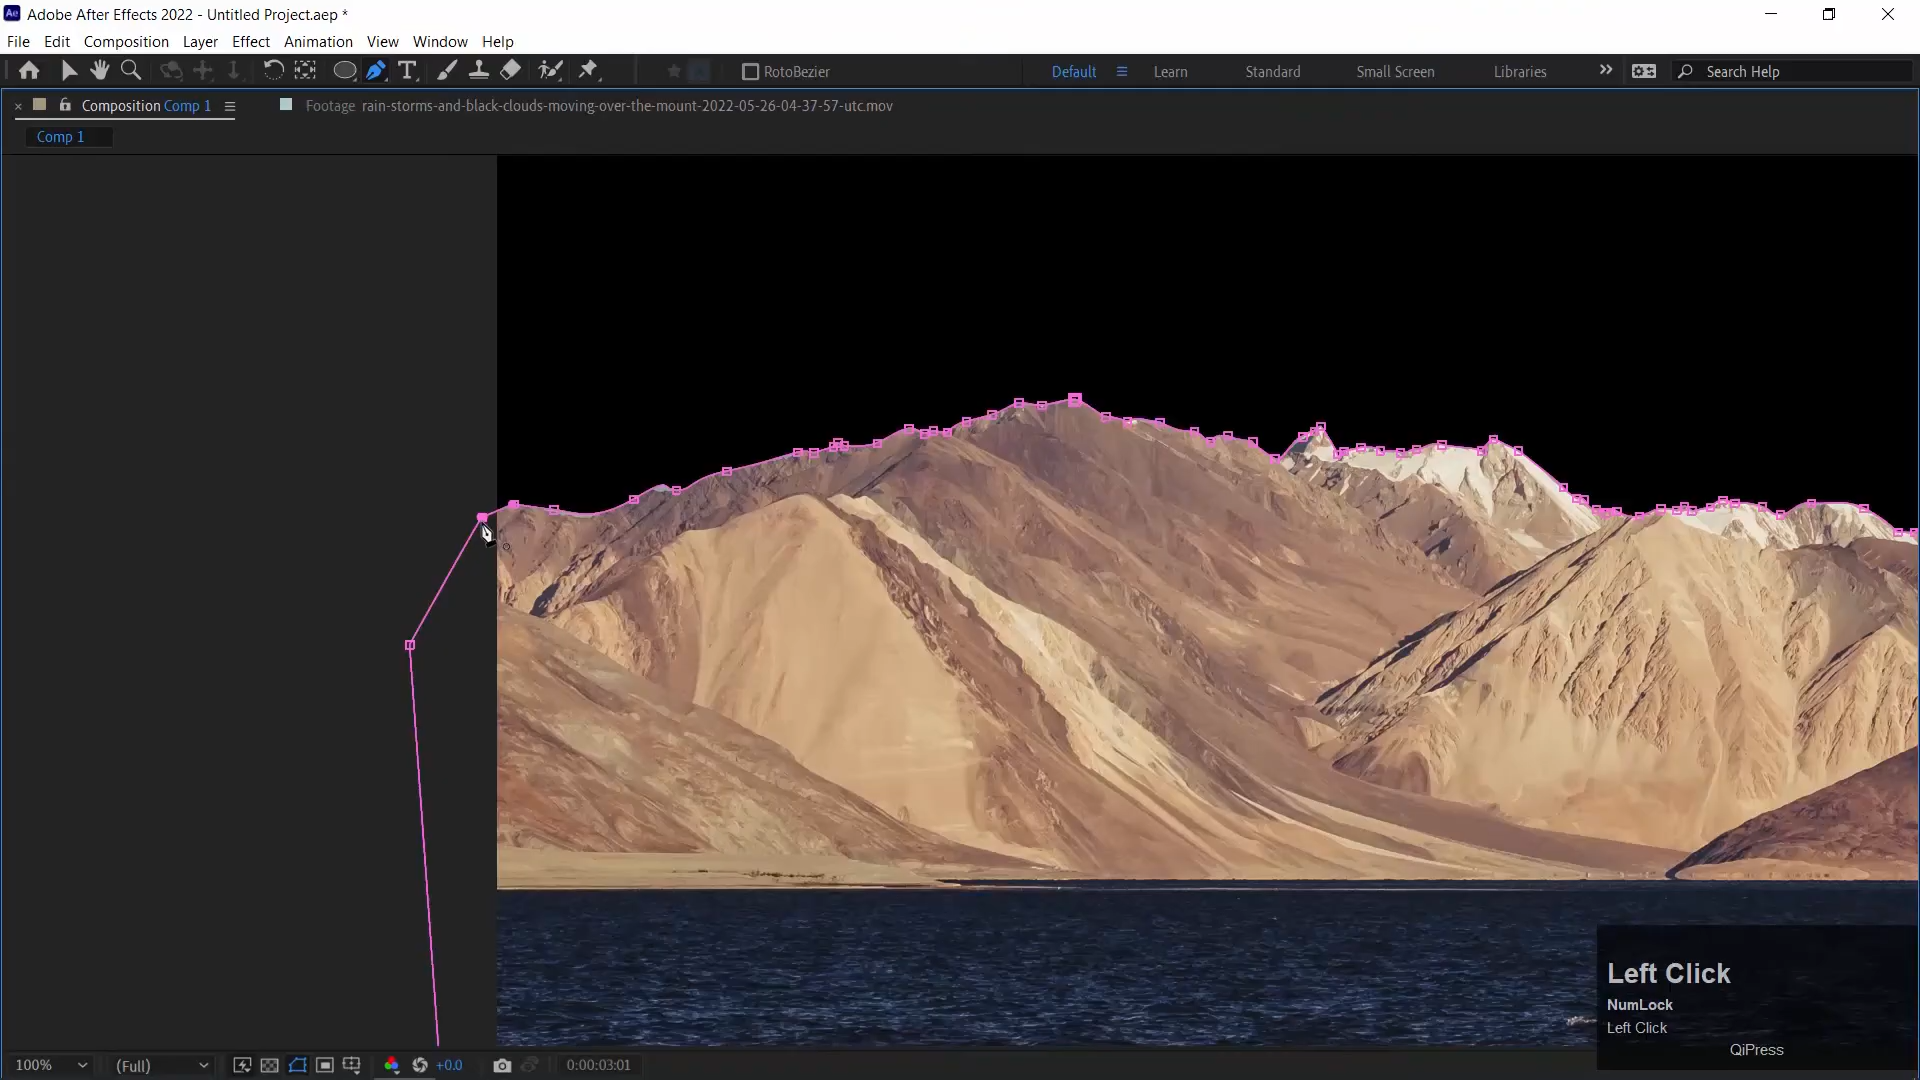 Adobe After Effects 2022 - Untitled Project.aep *
File Edit Composition Layer Effect Animation View Window Help
RotoBezier
Default Learn Standard Small Screen Libraries Search Help
Composition Comp 1 Footage rain-storms-and-black-clouds-moving-over-the-mount-2022-05-26-04-37-57-utc.mov
Comp 1
Left Click
NumLock
Left Click
QiPress
100% (Full) +0.0 0:00:03:01